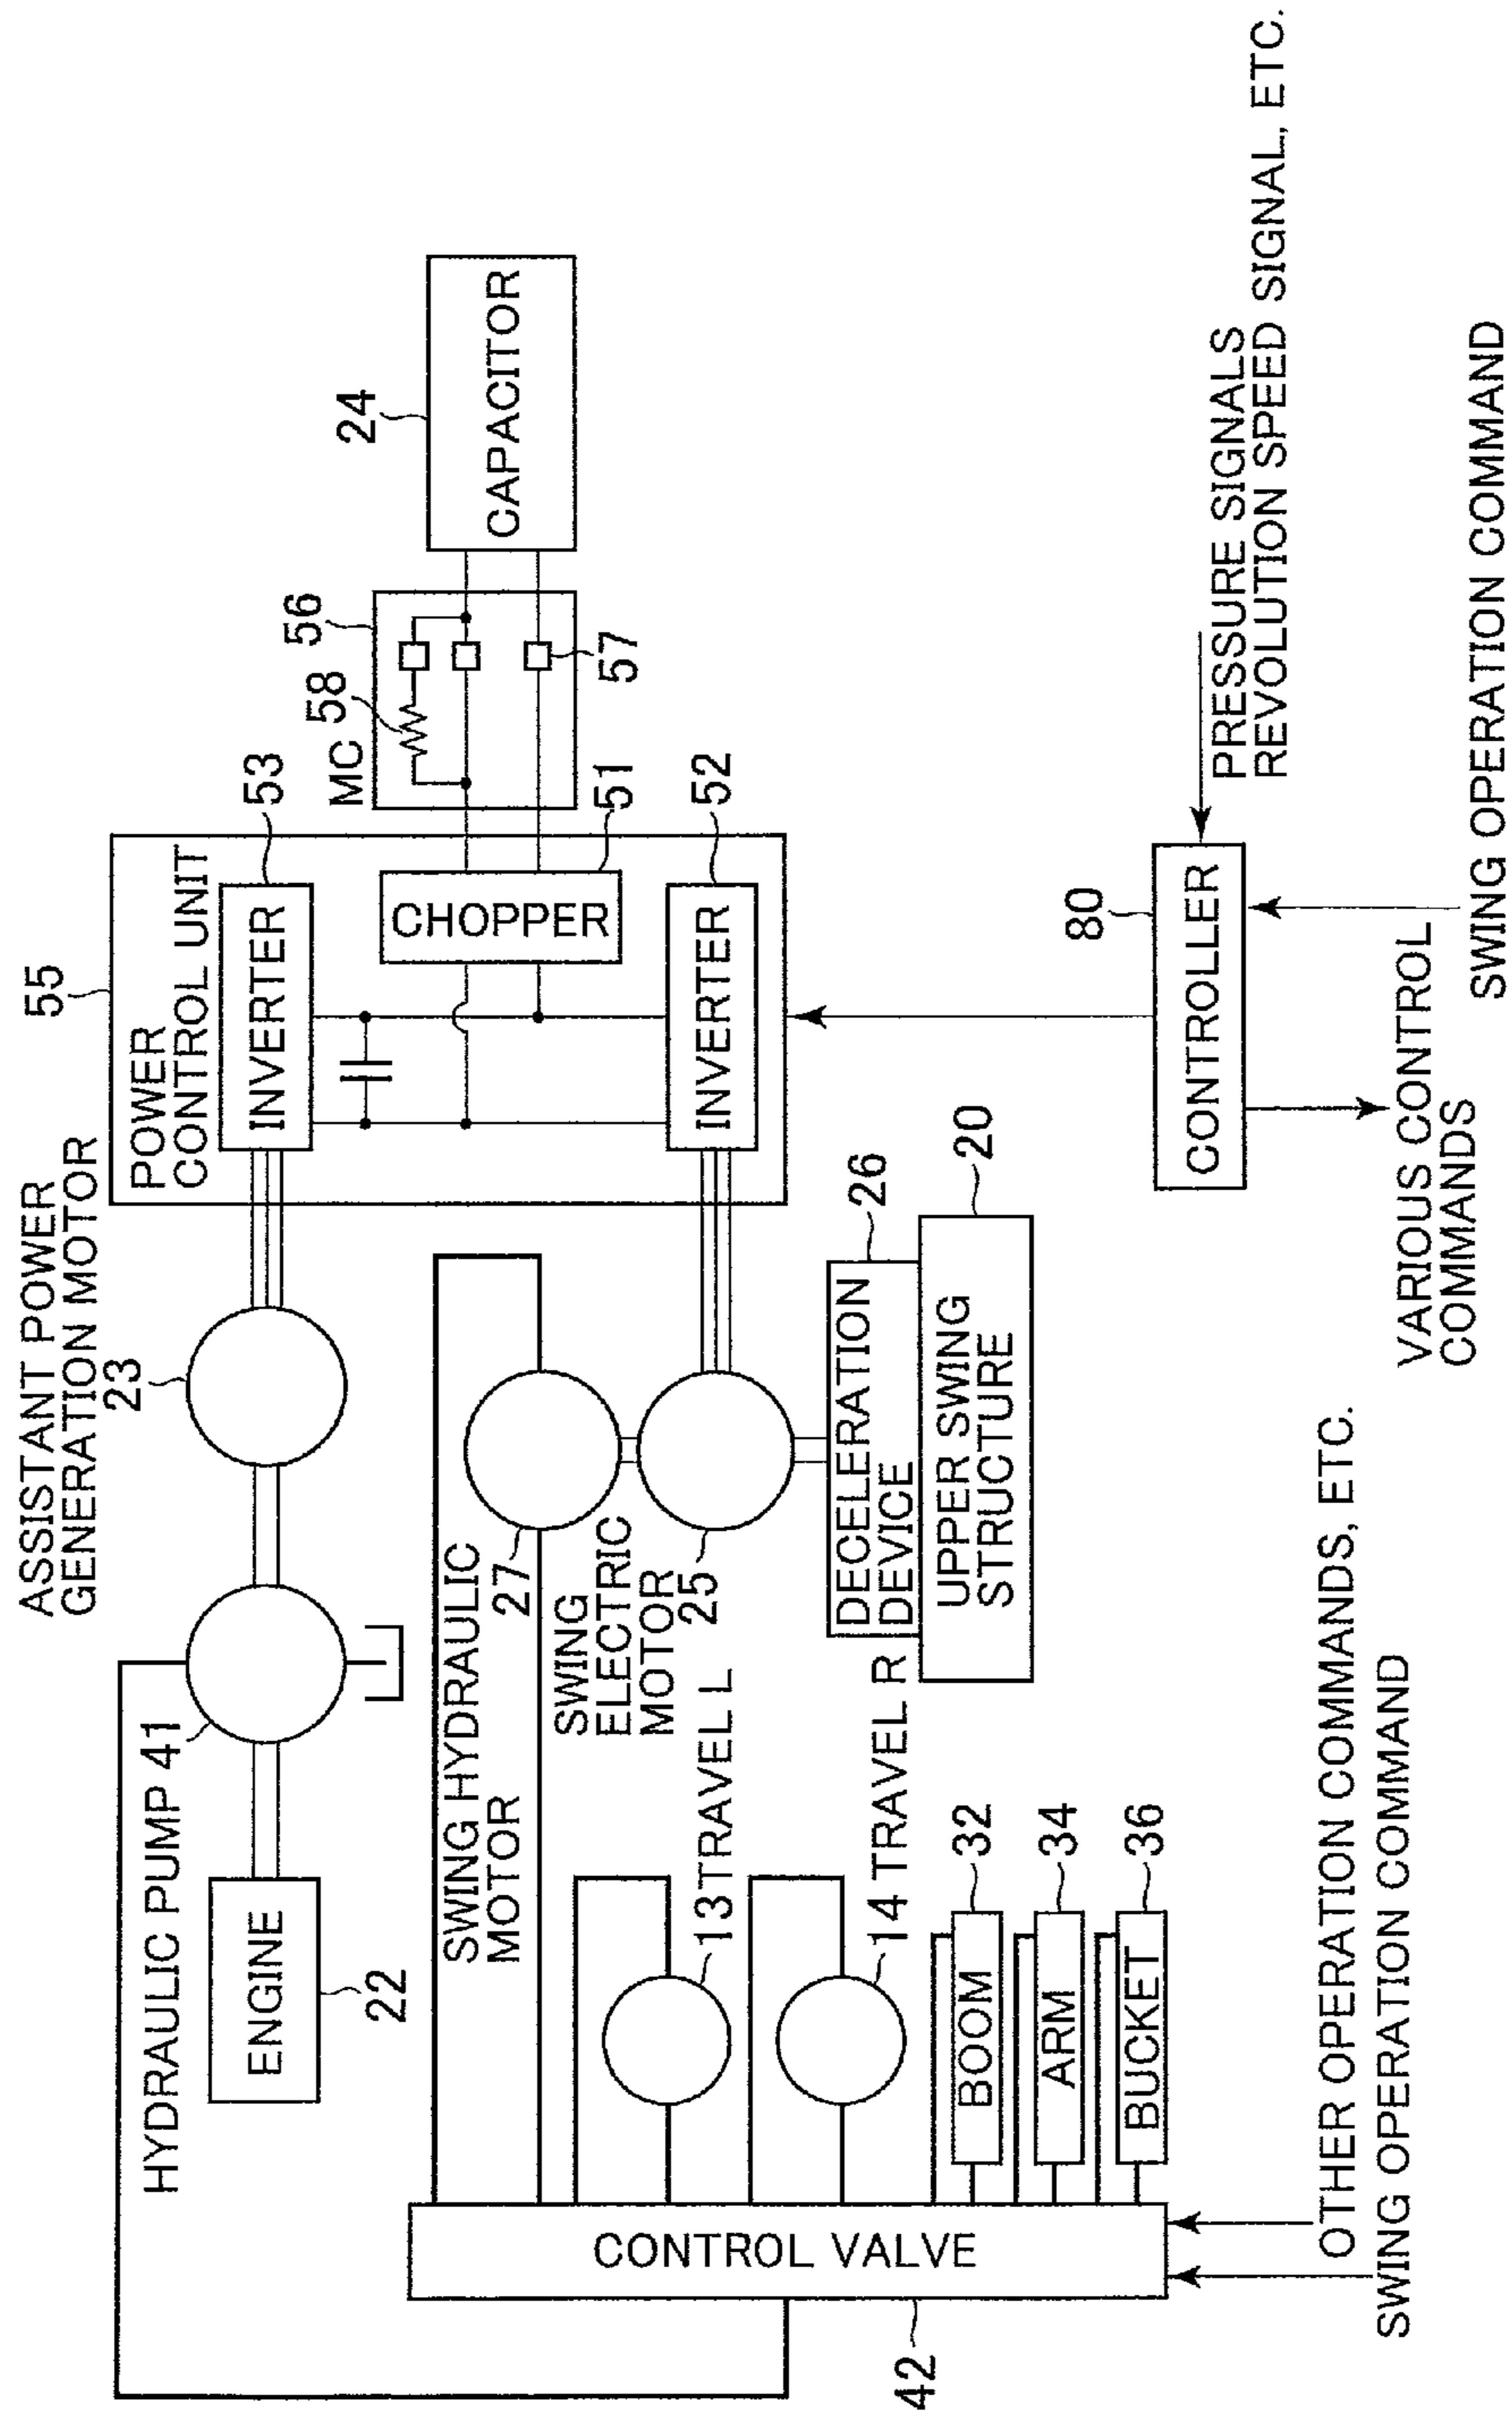 ASSISTANT POWER
GENERATION MOTOR
23
HYDRAULIC PUMP 41
ENGINE
22
55
POWER
CONTROL UNIT
INVERTER
53
CHOPPER
51
INVERTER
52
MC
58
56
57
24
CAPACITOR
SWING HYDRAULIC
MOTOR
27
SWING
ELECTRIC
MOTOR
25
DECELERATION
DEVICE
26
UPPER SWING
STRUCTURE
20
13 TRAVEL L
14 TRAVEL R
BOOM
32
ARM
34
BUCKET
36
CONTROL VALVE
42
OTHER OPERATION COMMANDS, ETC.
SWING OPERATION COMMAND
80
CONTROLLER
PRESSURE SIGNALS
REVOLUTION SPEED SIGNAL, ETC.
VARIOUS CONTROL
COMMANDS
SWING OPERATION COMMAND